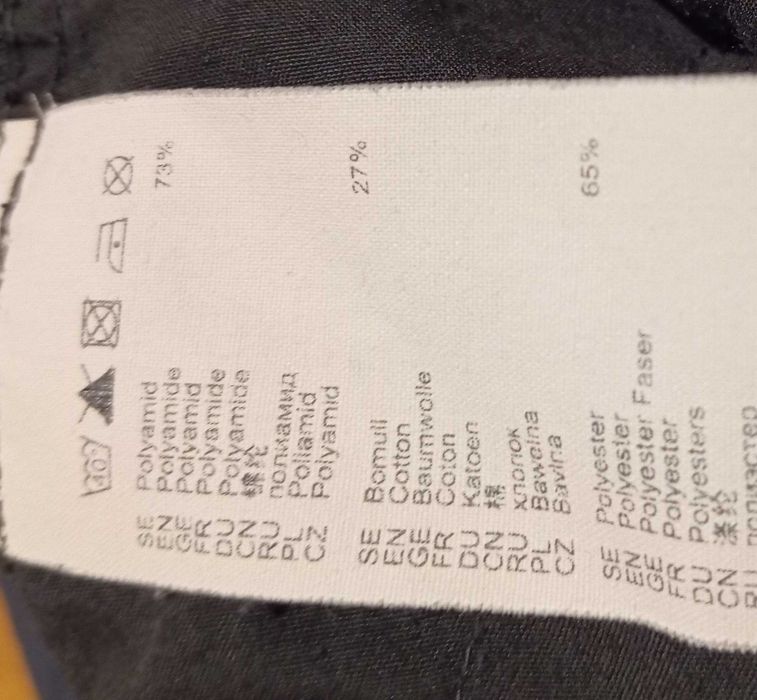 40
SE Polyamid 73%
EN Polyamide
GE Polyamid
FR Polyamide
DU Polyamide
CN 锦纶
RU полиамид
PL Poliamid
CZ Polyamid
SE Bomull 27%
EN Cotton
GE Baumwolle
FR Coton
DU Katoen
CN 棉
RU хлопок
PL Bawełna
CZ Bavlna
SE Polyester 65%
EN Polyester
GE Polyester Faser
FR Polyester
DU Polyesters
CN 涤纶
RU полиэстер